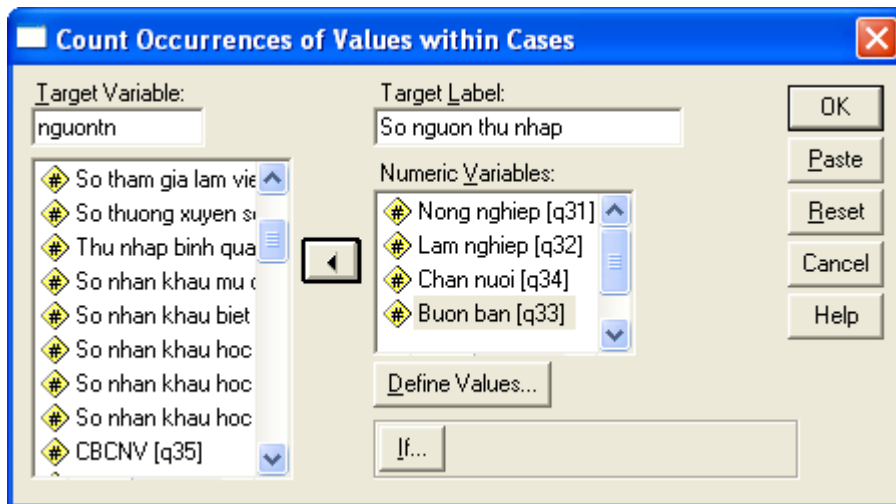 Count Occurrences of Values within Cases
Target Variable:
nguontn
So tham gia lam vie
So thuong xuyen s
Thu nhap binh qua
So nhan khau mu
So nhan khau biet
So nhan khau hoc
So nhan khau hoc
So nhan khau hoc
CBCNV [q35]
Target Label:
So nguon thu nhap
Numeric Variables:
Nong nghiep [q31]
Lam nghiep [q32]
Chan nuoi [q34]
Buon ban [q33]
Define Values...
If...
OK
Paste
Reset
Cancel
Help